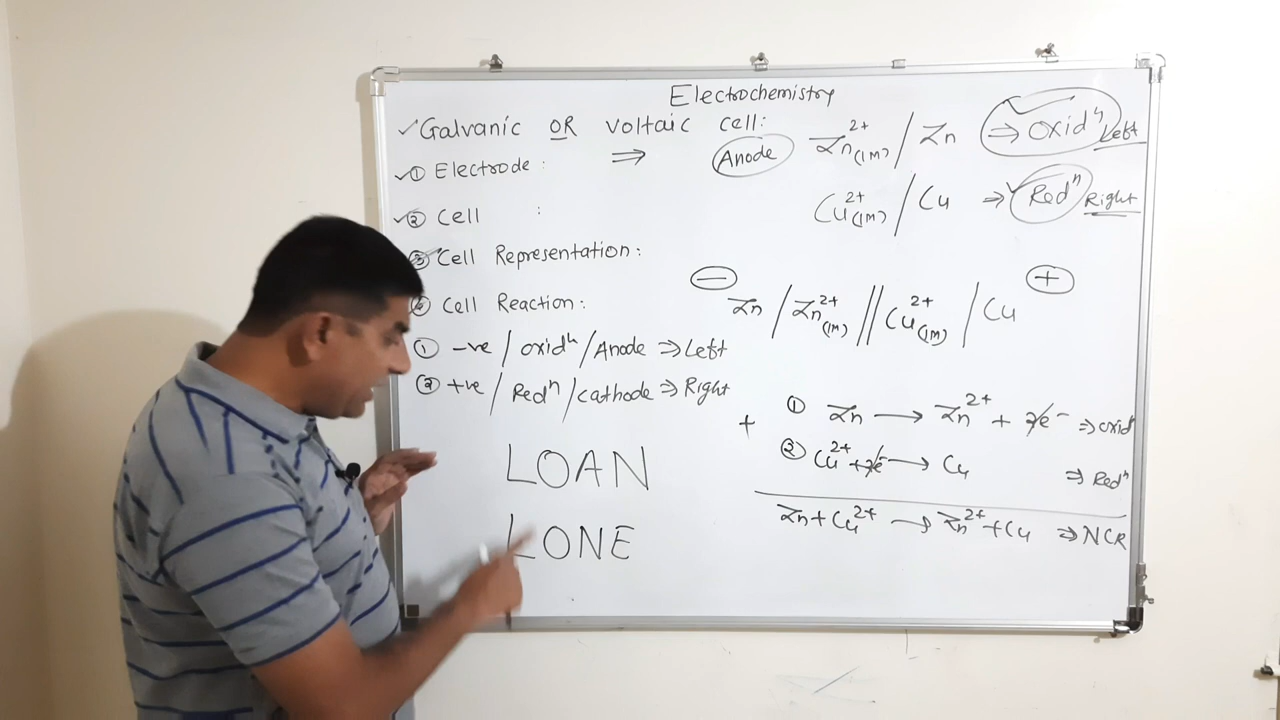 Electrochemistry
✓Galvanic OR voltaic cell:
⇒ Anode Zn²⁺(1M) / Zn ⇒ Oxidⁿ Left
✓① Electrode :
Cu²⁺(1M) / Cu ⇒ Redⁿ Right
✓② Cell :
③ Cell Representation:
− +
Zn / Zn²⁺(1M) // Cu²⁺(1M) / Cu
④ Cell Reaction:
① -ve / oxidⁿ / Anode ⇒ Left
② +ve / Redⁿ / cathode ⇒ Right
+ ① Zn ⟶ Zn²⁺ + 2e⁻ ⇒ oxid
② Cu²⁺ + 2e⁻ ⟶ Cu ⇒ Redⁿ
Zn + Cu²⁺ ⟶ Zn²⁺ + Cu ⇒ NCR
LOAN
LONE